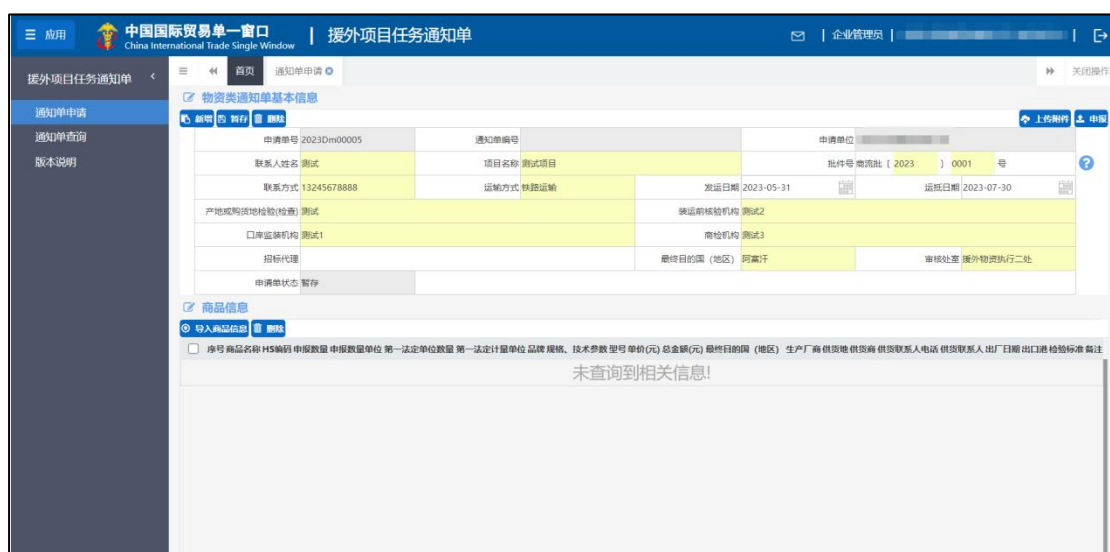 应用 中国国际贸易单一窗口 援外项目任务通知单 企业管理员
China International Trade Single Window
援外项目任务通知单 首页 通知单申请 关闭操作
物资类通知单基本信息
通知单申请
新增 暂存 删除 上传附件 申报
通知单查询
申请单号 2023Dm00005 通知单编号 申请单位
版本说明
联系人姓名 测试 项目名称 测试项目 批件号 商流批 [ 2023 ] 0001 号
联系方式 13245678888 运输方式 铁路运输 发运日期 2023-05-31 运抵日期 2023-07-30
产地或购货地检验(检查) 测试 装运前核验机构 测试2
口岸监装机构 测试1 商检机构 测试3
招标代理 最终目的国（地区） 阿富汗 审核处室 援外物资执行二处
申请单状态 暂存
商品信息
导入商品信息 删除
序号 商品名称 HS编码 申报数量 申报数量单位 第一法定单位数量 第一法定计量单位 品牌 规格、技术参数 型号 单价(元) 总金额(元) 最终目的国（地区） 生产厂商 供货地 供货商 供货联系人电话 供货联系人 出厂日期 出口港 检验标准 备注
未查询到相关信息!